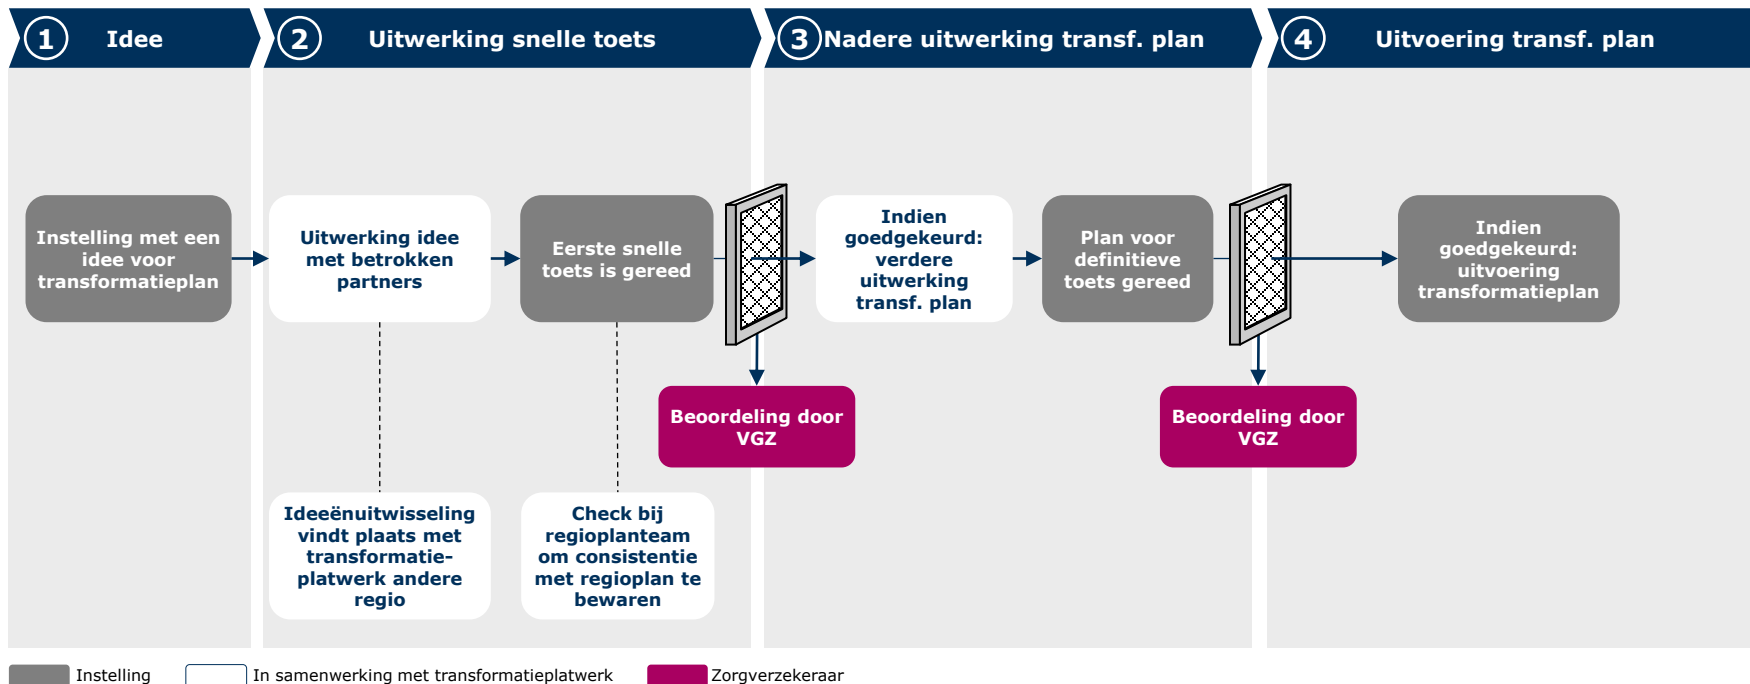 1 Idee
2 Uitwerking snelle toets
3 Nadere uitwerking transf. plan
4 Uitvoering transf. plan
Instelling met een
idee voor
transformatieplan
Uitwerking idee
met betrokken
partners
Eerste snelle
toets is gereed
Indien
goedgekeurd:
verdere
uitwerking
transf. plan
Plan voor
definitieve
toets gereed
Indien
goedgekeurd:
uitvoering
transformatieplan
Beoordeling door
VGZ
Beoordeling door
VGZ
Ideeënuitwisseling
vindt plaats met
transformatie-
platwerk andere
regio
Check bij
regioplanteam
om consistentie
met regioplan te
bewaren
Instelling
In samenwerking met transformatieplatwerk
Zorgverzekeraar